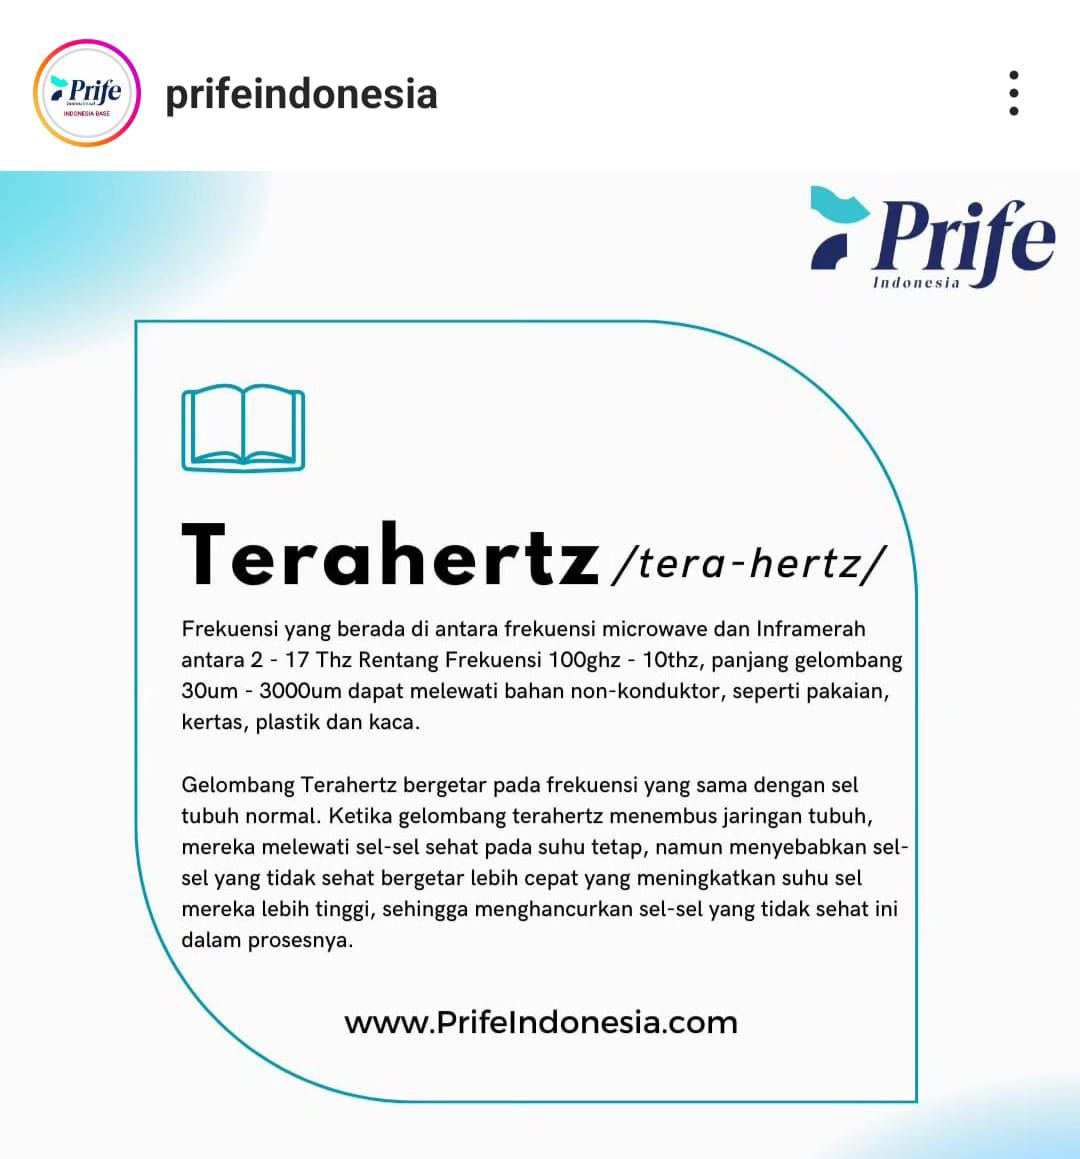 Prife
INDONESIA BASE
prifeindonesia
Prife
Indonesia
Terahertz /tera-hertz/
Frekuensi yang berada di antara frekuensi microwave dan Inframerah
antara 2 - 17 Thz Rentang Frekuensi 100ghz - 10thz, panjang gelombang
30um - 3000um dapat melewati bahan non-konduktor, seperti pakaian,
kertas, plastik dan kaca.
Gelombang Terahertz bergetar pada frekuensi yang sama dengan sel
tubuh normal. Ketika gelombang terahertz menembus jaringan tubuh,
mereka melewati sel-sel sehat pada suhu tetap, namun menyebabkan sel-
sel yang tidak sehat bergetar lebih cepat yang meningkatkan suhu sel
mereka lebih tinggi, sehingga menghancurkan sel-sel yang tidak sehat ini
dalam prosesnya.
www.PrifeIndonesia.com